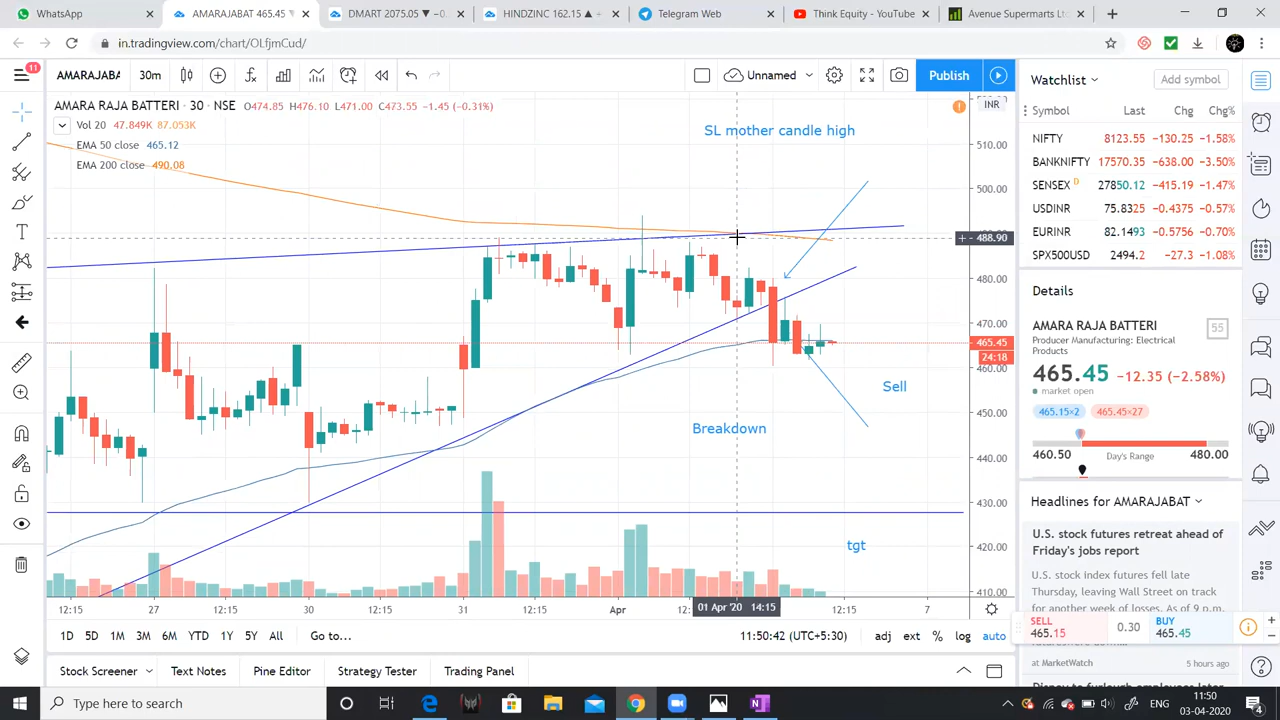 WhatsApp
AMARAJABAT 465.45 ▼
DMART 2075.05 ▼ −0
HINDZINC 162.15 ▲ +
Telegram Web
Think Equity - YouTube
Avenue Supermarts Ltd
in.tradingview.com/chart/OLfjmCud/
11
AMARAJABA
30m
Unnamed
Publish
Watchlist
Add symbol
AMARA RAJA BATTERI · 30 · NSE O474.85 H476.10 L471.00 C473.55 −1.45 (−0.31%)
Vol 20 47.849K 87.053K
EMA 50 close 465.12
EMA 200 close 490.08
INR
SL mother candle high
Sell
Breakdown
tgt
510.00
500.00
488.90
480.00
470.00
465.45
24:18
460.00
450.00
440.00
430.00
420.00
410.00
Symbol Last Chg Chg%
NIFTY 8123.55 −130.25 −1.58%
BANKNIFTY 17570.35 −638.00 −3.50%
SENSEX D 27850.12 −415.19 −1.47%
USDINR 75.8325 −0.4375 −0.57%
EURINR 82.1493 −0.5756 −0.70%
SPX500USD 2494.2 −27.3 −1.08%
Details
AMARA RAJA BATTERI
55
Producer Manufacturing: Electrical
Products
465.45 −12.35 (−2.58%)
market open
465.15×2 465.45×27
460.50 Day's Range 480.00
Headlines for AMARAJABAT
U.S. stock futures retreat ahead of
Friday's jobs report
U.S. stock index futures fell late
Thursday, leaving Wall Street on track
for another week of losses. As of 9 p.m.
SELL
465.15
0.30
BUY
465.45
at MarketWatch 5 hours ago
12:15 27 12:15 30 12:15 31 12:15 Apr 12: 01 Apr '20 14:15 12:15 7
1D 5D 1M 3M 6M YTD 1Y 5Y All Go to...
11:50:42 (UTC+5:30) adj ext % log auto
Stock Screener Text Notes Pine Editor Strategy Tester Trading Panel
Type here to search
ENG
11:50
03-04-2020
4